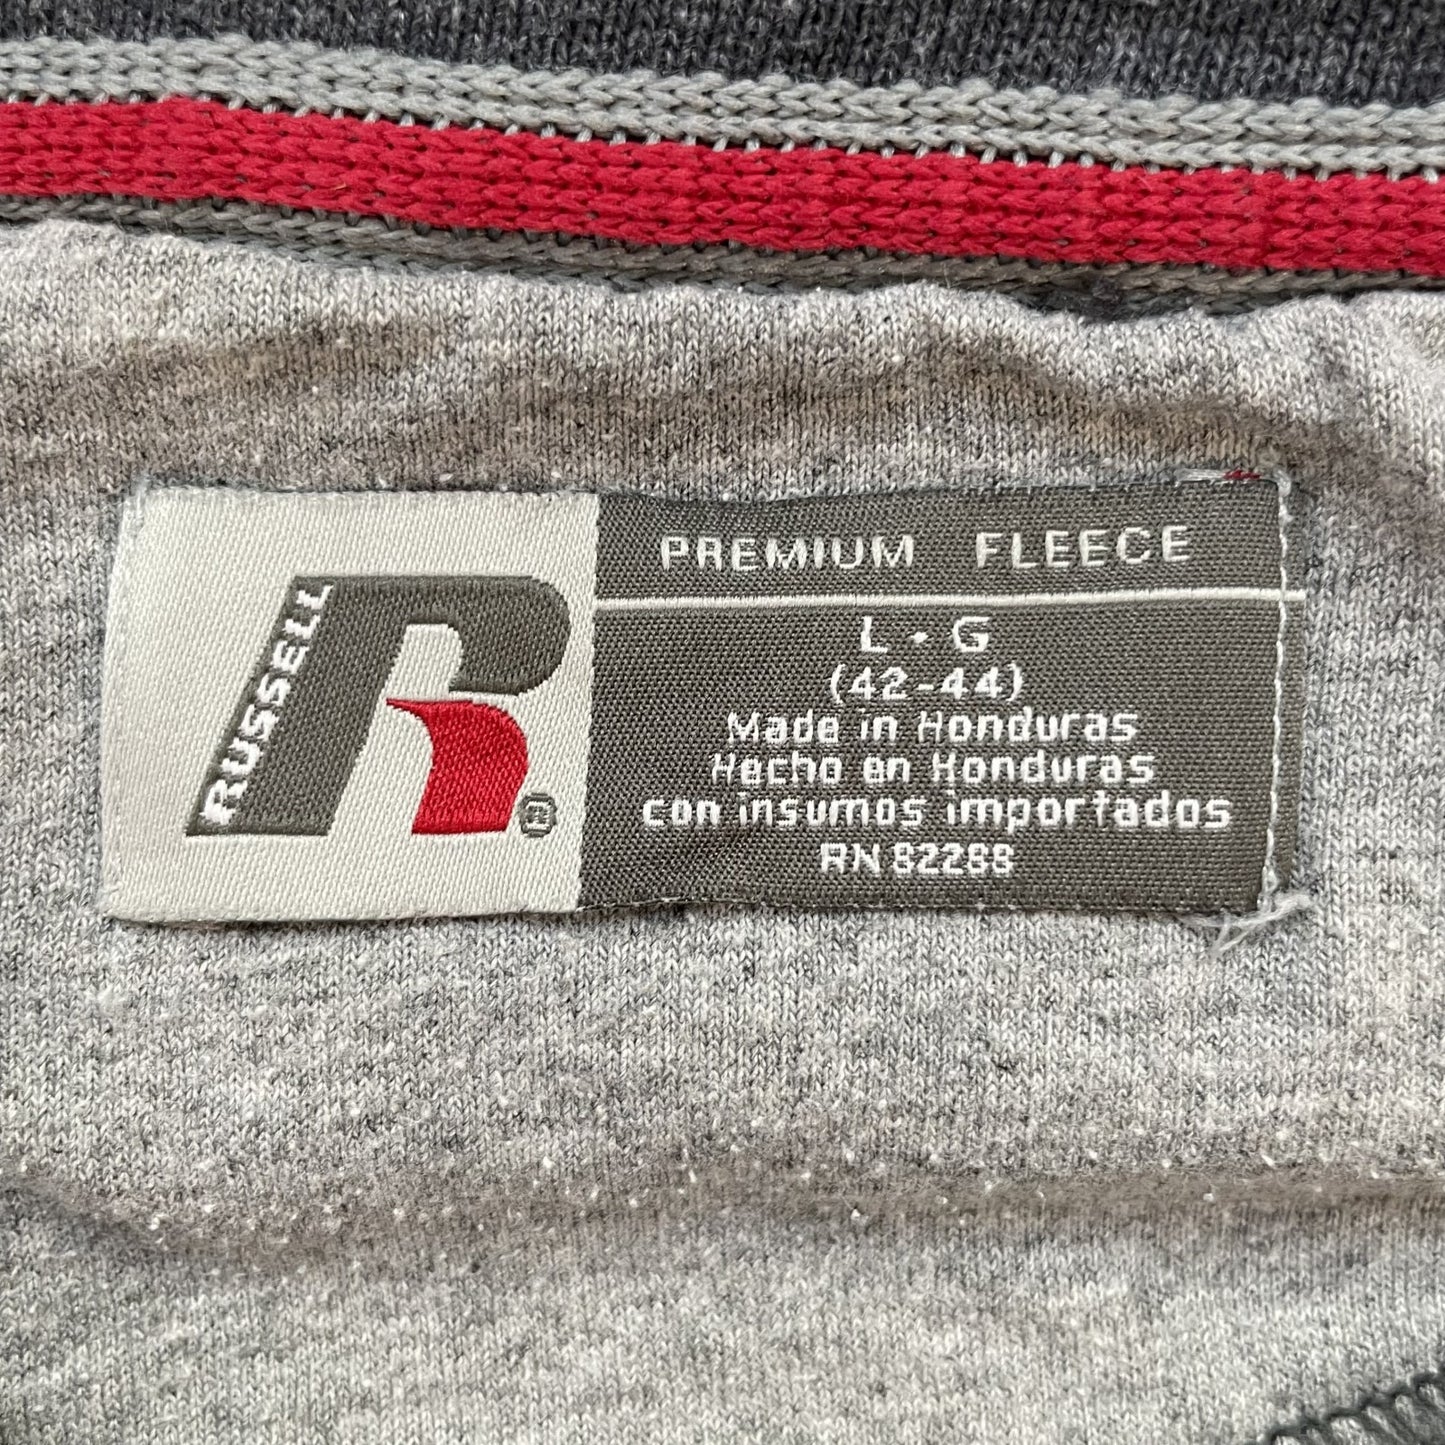 RUSSELL
R
®
PREMIUM FLEECE
L • G
(42-44)
Made in Honduras
Hecho en Honduras
con insumos importados
RN 82288